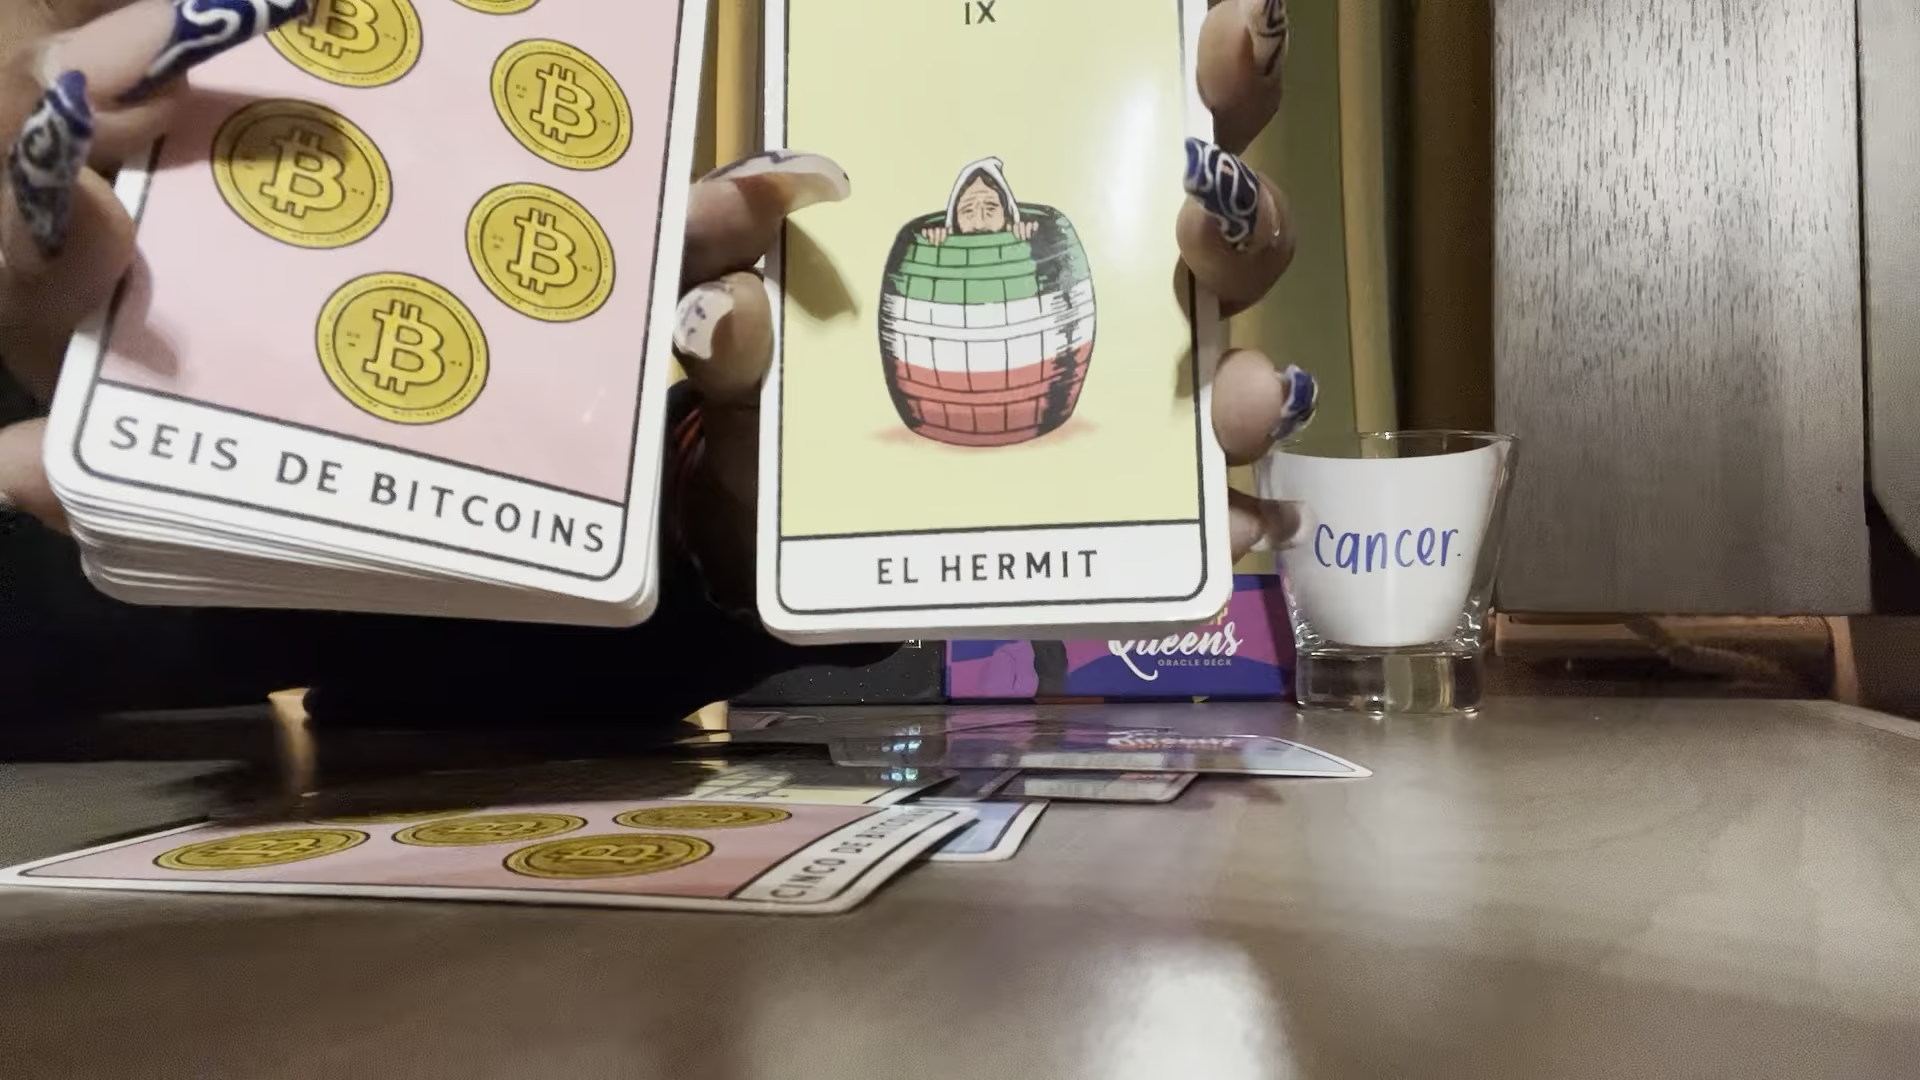 IX
SEIS DE BITCOINS
EL HERMIT
cancer.
Queens
ORACLE DECK
CINCO DE BITCOINS